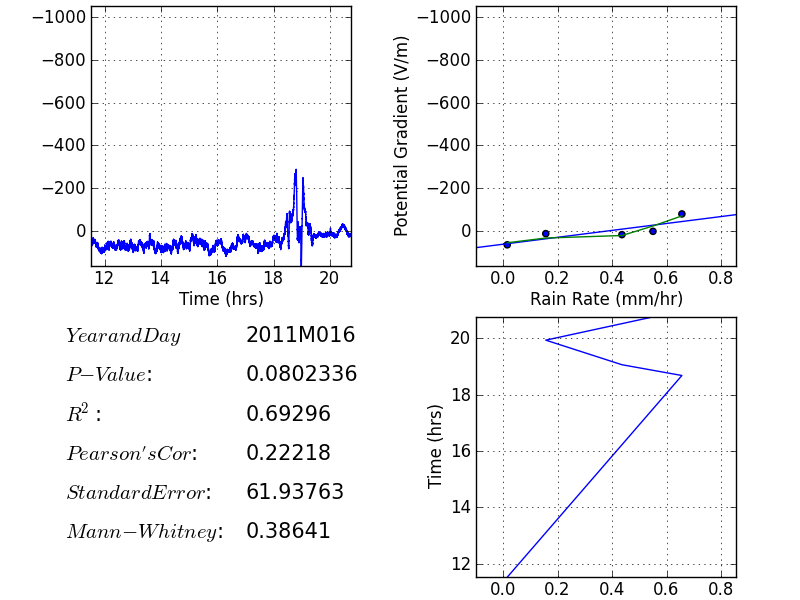 −1000
−800
−600
−400
−200
0
12 14 16 18 20
Time (hrs)
Potential Gradient (V/m)
−1000
−800
−600
−400
−200
0
0.0 0.2 0.4 0.6 0.8
Rain Rate (mm/hr)
YearandDay 2011M016
P−Value: 0.0802336
R² : 0.69296
Pearson'sCor: 0.22218
StandardError: 61.93763
Mann−Whitney: 0.38641
Time (hrs)
20
18
16
14
12
0.0 0.2 0.4 0.6 0.8